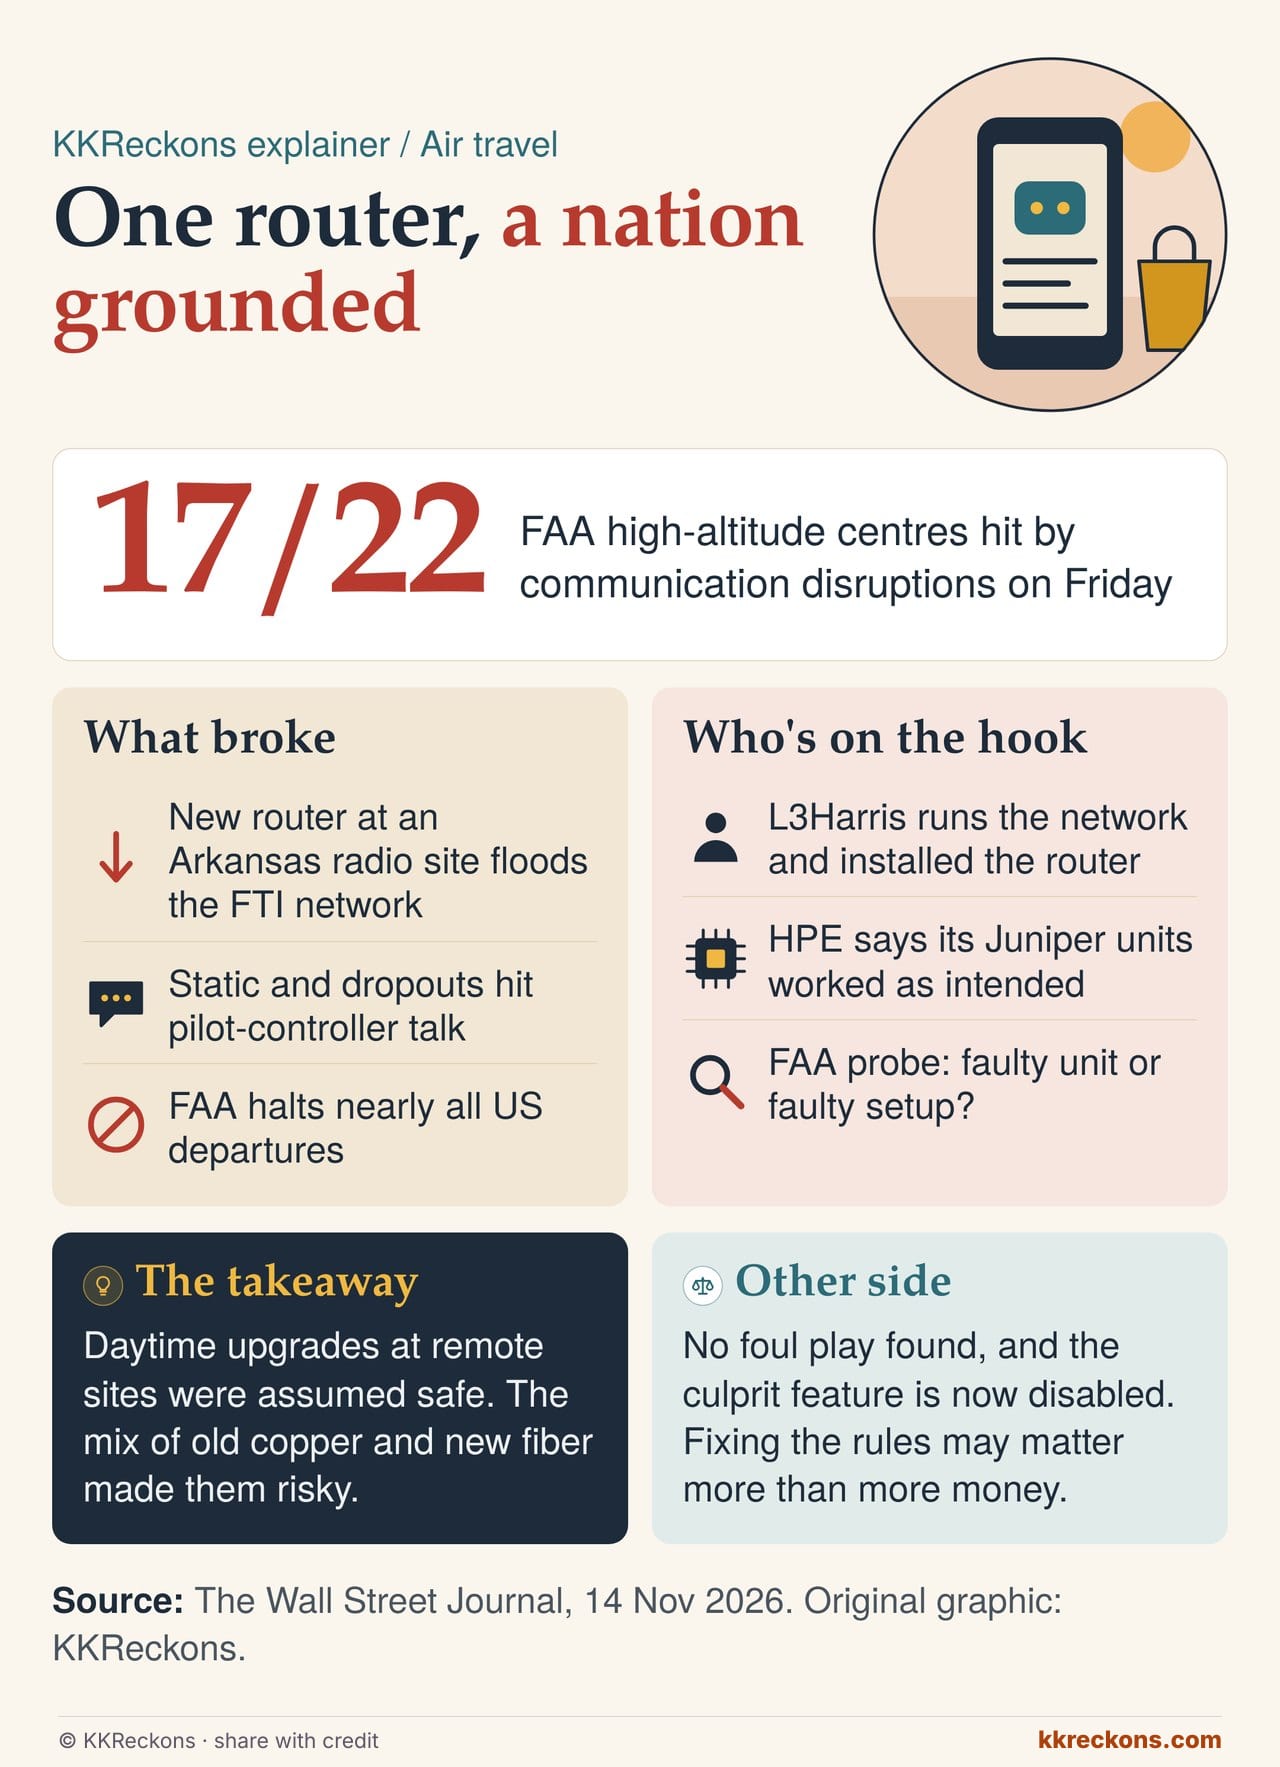 KKReckons explainer / Air travel
One router, a nation
grounded
17/22
FAA high-altitude centres hit by
communication disruptions on Friday
What broke
New router at an
Arkansas radio site floods
the FTI network
Static and dropouts hit
pilot-controller talk
FAA halts nearly all US
departures
Who's on the hook
L3Harris runs the network
and installed the router
HPE says its Juniper units
worked as intended
FAA probe: faulty unit or
faulty setup?
The takeaway
Daytime upgrades at remote
sites were assumed safe. The
mix of old copper and new fiber
made them risky.
Other side
No foul play found, and the
culprit feature is now disabled.
Fixing the rules may matter
more than more money.
Source: The Wall Street Journal, 14 Nov 2026. Original graphic:
KKReckons.
© KKReckons · share with credit
kkreckons.com